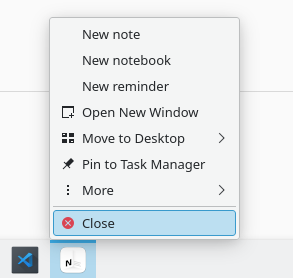 New note
New notebook
New reminder
Open New Window
Move to Desktop
Pin to Task Manager
More
Close
N